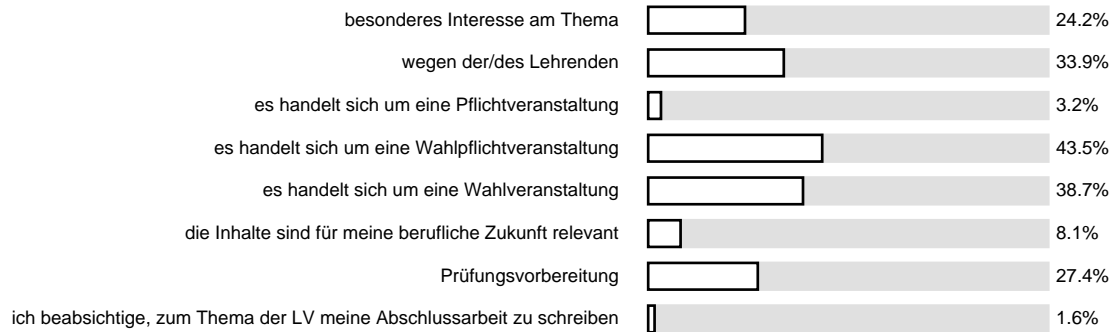 besonderes Interesse am Thema 24.2%
wegen der/des Lehrenden 33.9%
es handelt sich um eine Pflichtveranstaltung 3.2%
es handelt sich um eine Wahlpflichtveranstaltung 43.5%
es handelt sich um eine Wahlveranstaltung 38.7%
die Inhalte sind für meine berufliche Zukunft relevant 8.1%
Prüfungsvorbereitung 27.4%
ich beabsichtige, zum Thema der LV meine Abschlussarbeit zu schreiben 1.6%